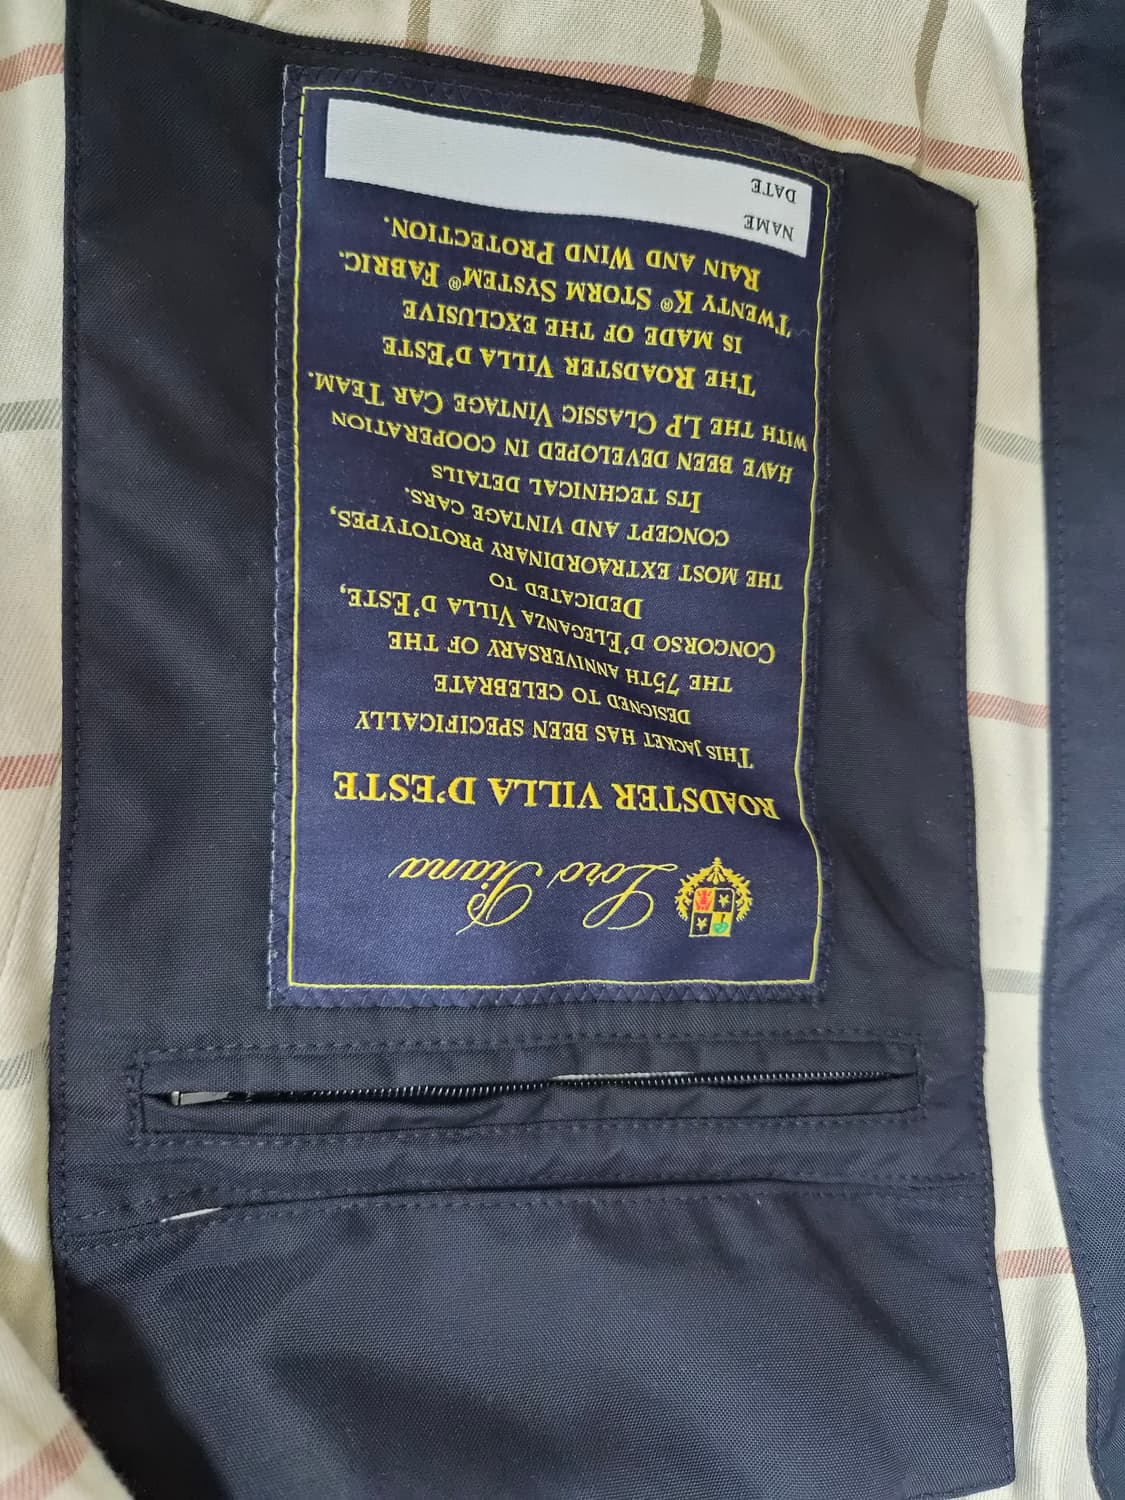 Loro Piana
ROADSTER VILLA D'ESTE
THIS JACKET HAS BEEN SPECIFICALLY
DESIGNED TO CELEBRATE
THE 75TH ANNIVERSARY OF THE
CONCORSO D'ELEGANZA VILLA D'ESTE,
DEDICATED TO
THE MOST EXTRAORDINARY PROTOTYPES,
CONCEPT AND VINTAGE CARS.
ITS TECHNICAL DETAILS
HAVE BEEN DEVELOPED IN COOPERATION
WITH THE LP CLASSIC VINTAGE CAR TEAM.
THE ROADSTER VILLA D'ESTE
IS MADE OF THE EXCLUSIVE
TWENTY K® STORM SYSTEM® FABRIC.
RAIN AND WIND PROTECTION.
NAME
DATE